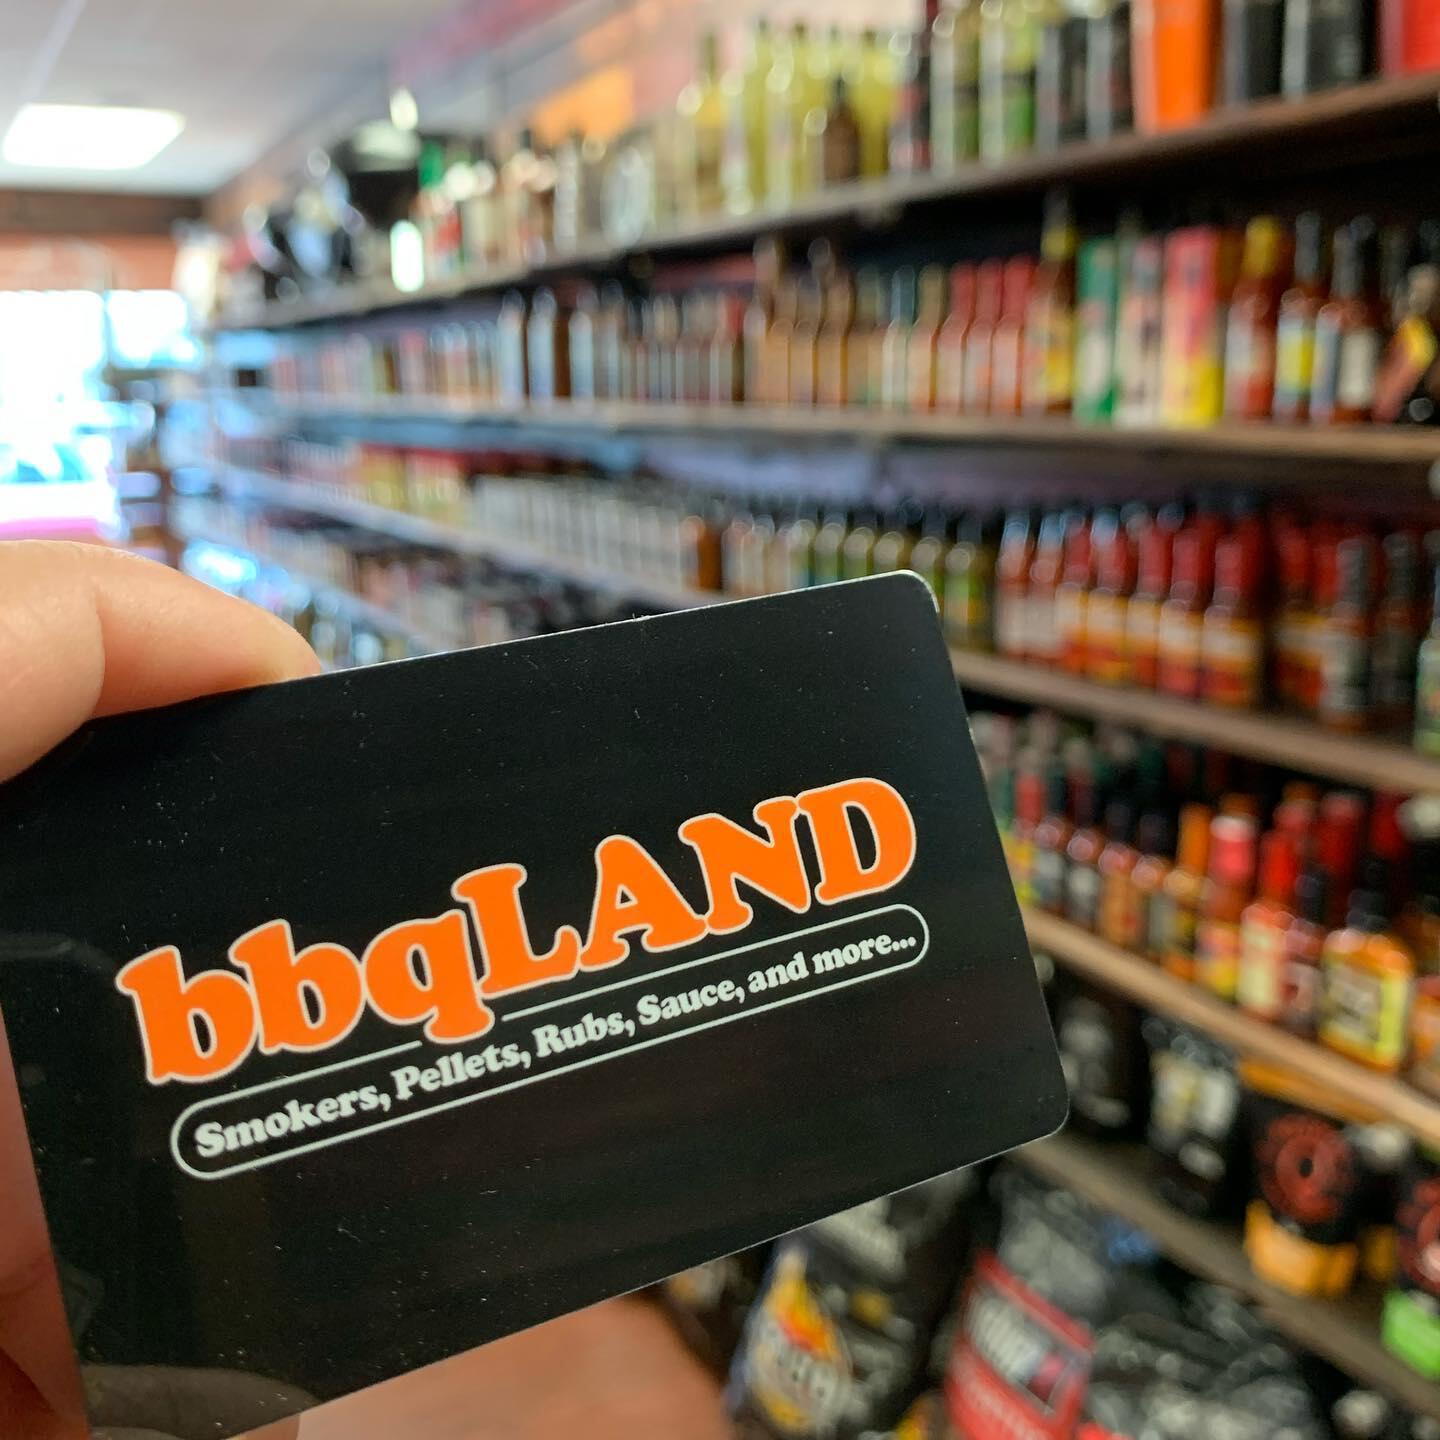 bbqLAND
Smokers, Pellets, Rubs, Sauce, and more...